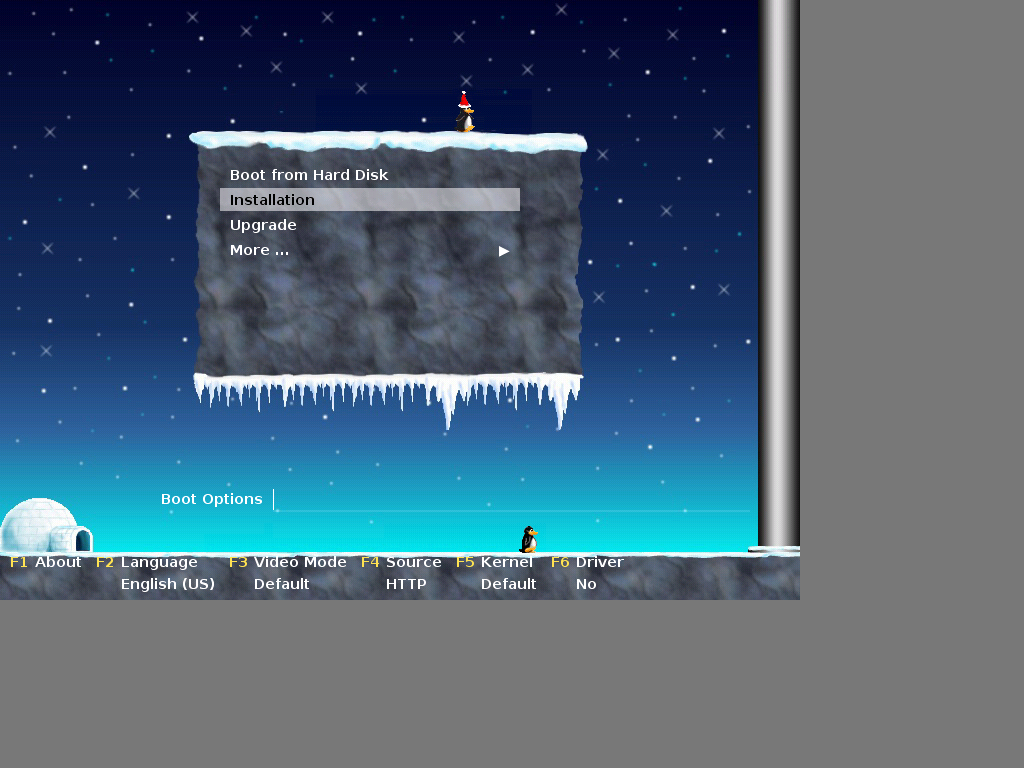 Boot from Hard Disk
Installation
Upgrade
More ...
Boot Options
F1 About F2 Language F3 Video Mode F4 Source F5 Kernel F6 Driver
English (US) Default HTTP Default No